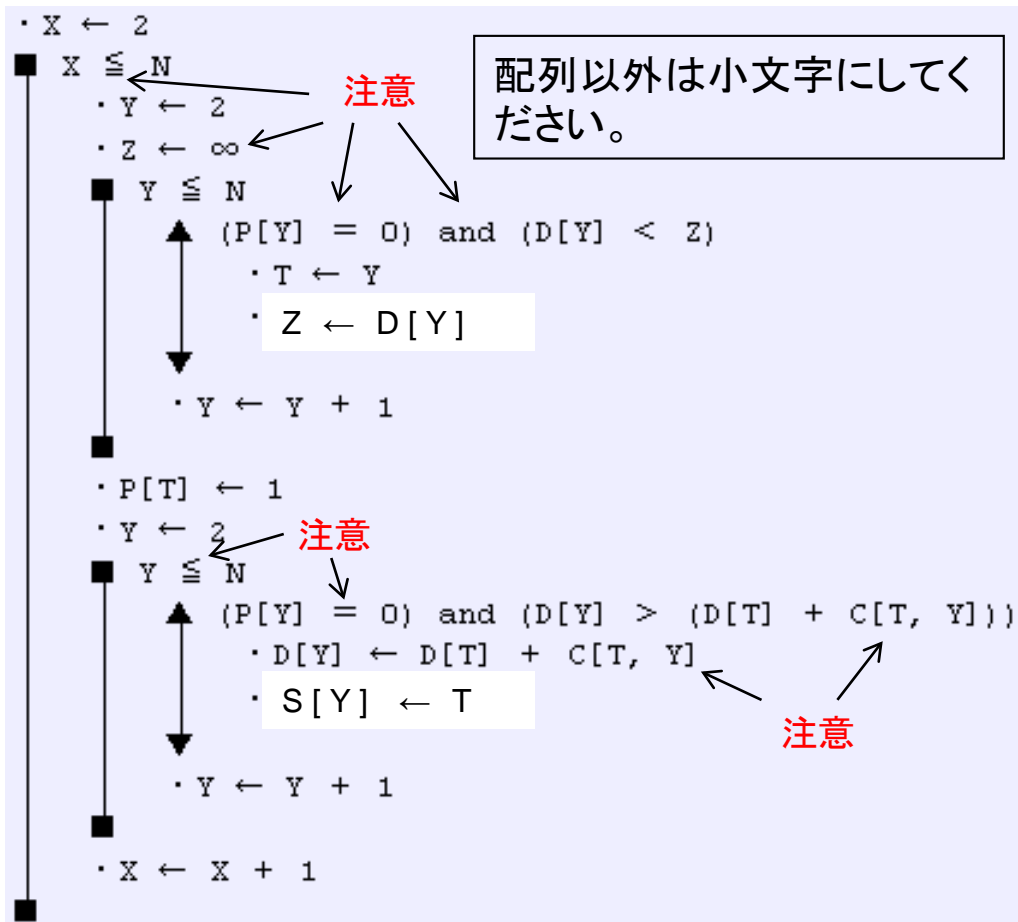 ・X ← 2
■ X ≦ N
・Y ← 2
・Z ← ∞
■ Y ≦ N
▲ (P[Y] = 0) and (D[Y] < Z)
・T ← Y
・Z ← D[Y]
▼
・Y ← Y + 1
■
・P[T] ← 1
・Y ← 2
■ Y ≦ N
▲ (P[Y] = 0) and (D[Y] > (D[T] + C[T, Y]))
・D[Y] ← D[T] + C[T, Y]
・S[Y] ← T
▼
・Y ← Y + 1
■
・X ← X + 1
■
注意
配列以外は小文字にしてく
ださい。
注意
注意